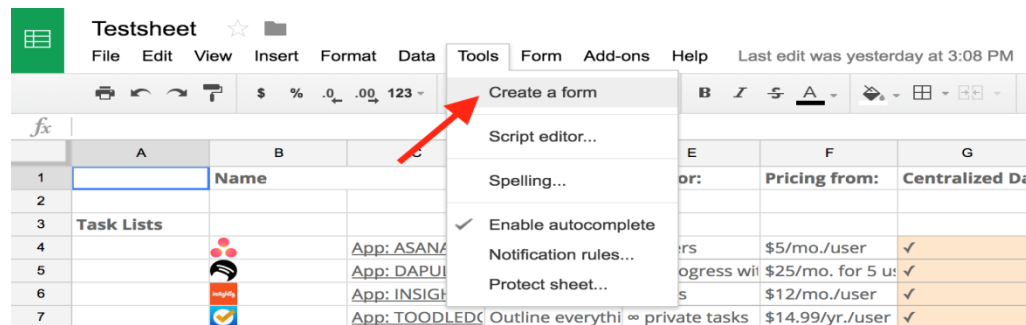 Testsheet
File Edit View Insert Format Data Tools Form Add-ons Help Last edit was yesterday at 3:08 PM
$ % .0 .00 123 Create a form B I S A
fx Script editor...
A B C E F G
1 Name Spelling... or: Pricing from: Centralized Da
2
3 Task Lists Enable autocomplete
4 App: ASANA ers $5/mo./user ✓
Notification rules...
5 App: DAPUL ogress wit $25/mo. for 5 us ✓
6 insightly App: INSIGH Protect sheet... s $12/mo./user ✓
7 App: TOODLEDO Outline everythi ∞ private tasks $14.99/yr./user ✓